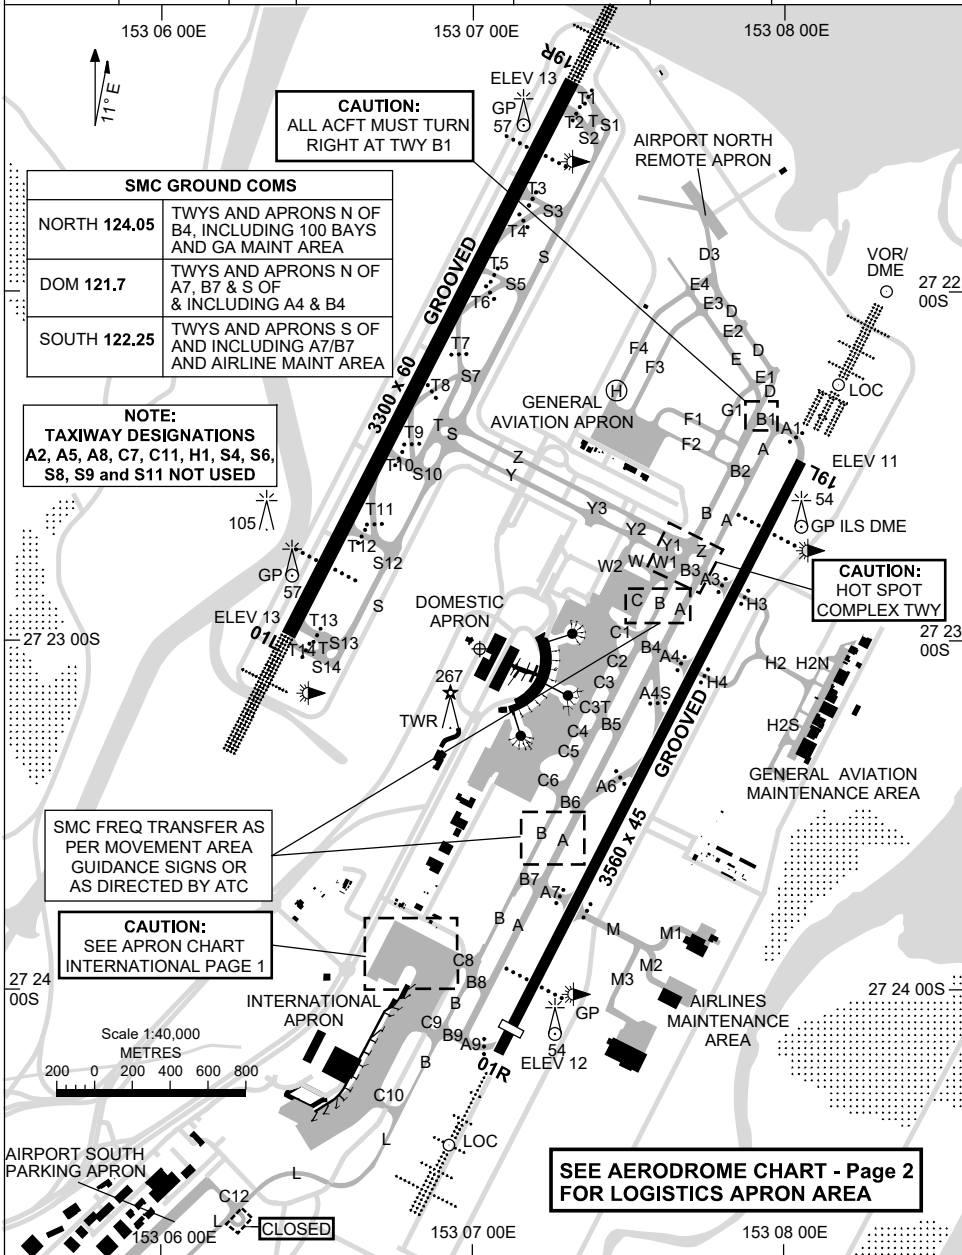 153 06 00E
153 07 00E
153 08 00E
11° E
19R
ELEV 13
GP
57
CAUTION:
ALL ACFT MUST TURN
RIGHT AT TWY B1
T1
T2 T S1
S2
AIRPORT NORTH
REMOTE APRON
SMC GROUND COMS
NORTH 124.05
TWYS AND APRONS N OF
B4, INCLUDING 100 BAYS
AND GA MAINT AREA
DOM 121.7
TWYS AND APRONS N OF
A7, B7 & S OF
& INCLUDING A4 & B4
SOUTH 122.25
TWYS AND APRONS S OF
AND INCLUDING A7/B7
AND AIRLINE MAINT AREA
T3
S3
T4
S
T5
S5
T6
GROOVED
3300 x 60
T7
S7
T8
D3
E4
E3
D
E2
E
D
E1
D
VOR/
DME
27 22
00S
LOC
F4
F3
H
GENERAL
AVIATION APRON
G1
F1
F2
B1
A1
A
B2
ELEV 11
19L
54
GP ILS DME
NOTE:
TAXIWAY DESIGNATIONS
A2, A5, A8, C7, C11, H1, S4, S6,
S8, S9 and S11 NOT USED
T9
T
S
T10
S10
Z
Y
Y3
Y2
Y1
B
A
Z
105
T11
T12
S12
GP
57
W2
W
W1
B3
A3
H3
CAUTION:
HOT SPOT
COMPLEX TWY
ELEV 13
01L
T13
T14
T
S13
S14
S
27 23 00S
27 23
00S
DOMESTIC
APRON
C
B
A
C1
B4
A4
C2
C3
A4S
H4
C3T
B5
C4
C5
C6
A6
B6
H2
H2N
H2S
267
TWR
GROOVED
3560 x 45
GENERAL AVIATION
MAINTENANCE AREA
SMC FREQ TRANSFER AS
PER MOVEMENT AREA
GUIDANCE SIGNS OR
AS DIRECTED BY ATC
B
A
B7
A7
B
A
CAUTION:
SEE APRON CHART
INTERNATIONAL PAGE 1
M
M1
M2
M3
C8
B8
B
27 24
00S
27 24 00S
INTERNATIONAL
APRON
C9
B9
A9
B
GP
54
ELEV 12
01R
AIRLINES
MAINTENANCE
AREA
Scale 1:40,000
METRES
200 0 200 400 600 800
C10
L
LOC
AIRPORT SOUTH
PARKING APRON
L
C12
L
CLOSED
SEE AERODROME CHART - Page 2
FOR LOGISTICS APRON AREA
153 06 00E
153 07 00E
153 08 00E